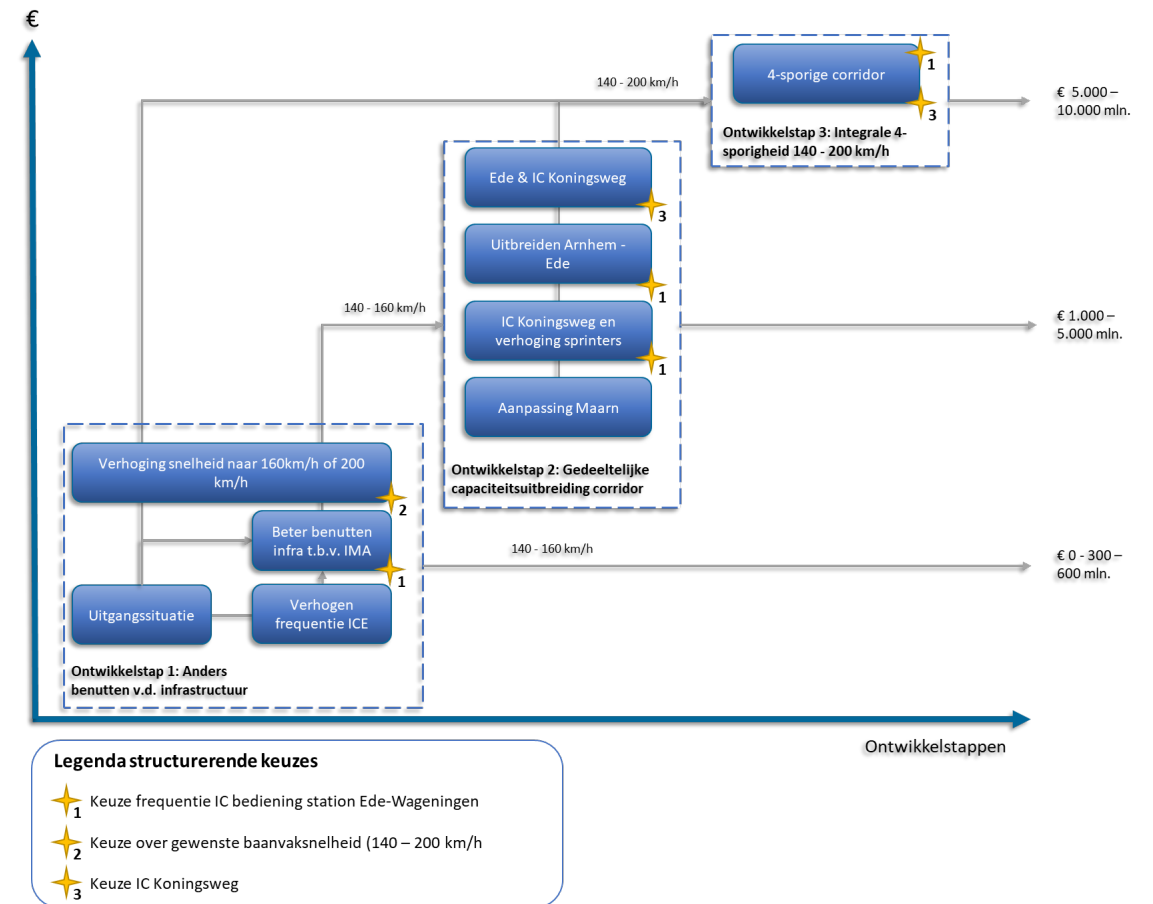 €
140 - 200 km/h
4-sporige corridor
1
3
Ontwikkelstap 3: Integrale 4-
sporigheid 140 - 200 km/h
€ 5.000 –
10.000 mln.
Ede & IC Koningsweg
3
Uitbreiden Arnhem -
Ede
1
IC Koningsweg en
verhoging sprinters
1
Aanpassing Maarn
Ontwikkelstap 2: Gedeeltelijke
capaciteitsuitbreiding corridor
140 - 160 km/h
€ 1.000 –
5.000 mln.
Verhoging snelheid naar 160km/h of 200
km/h
2
Beter benutten
infra t.b.v. IMA
1
Uitgangssituatie
Verhogen
frequentie ICE
Ontwikkelstap 1: Anders
benutten v.d. infrastructuur
140 - 160 km/h
€ 0 - 300 –
600 mln.
Ontwikkelstappen
Legenda structurerende keuzes
1 Keuze frequentie IC bediening station Ede-Wageningen
2 Keuze over gewenste baanvaksnelheid (140 – 200 km/h
3 Keuze IC Koningsweg